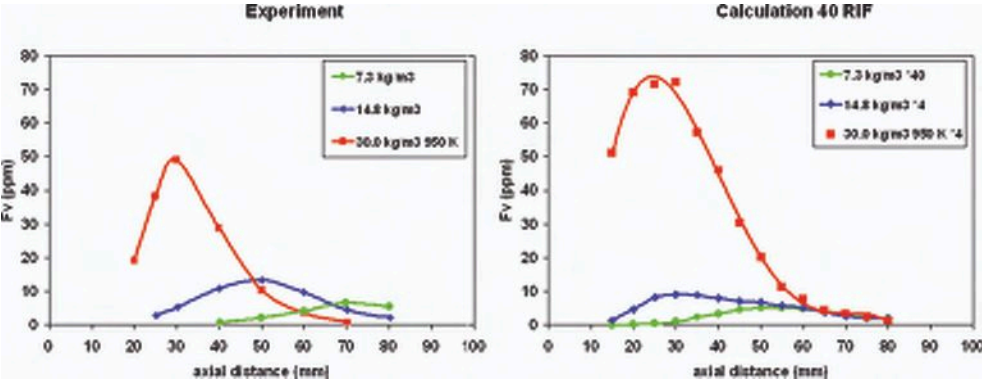 Experiment
80
70
60
50
40
30
20
10
0
Fv (ppm)
0 10 20 30 40 50 60 70 80 90 100
axial distance (mm)
7.3 kg/m3
14.8 kg/m3
30.0 kg/m3 950 K
Calculation 40 RIF
80
70
60
50
40
30
20
10
0
Fv (ppm)
0 10 20 30 40 50 60 70 80 90 100
axial distance (mm)
7.3 kg/m3 *40
14.8 kg/m3 *4
30.0 kg/m3 950 K *4